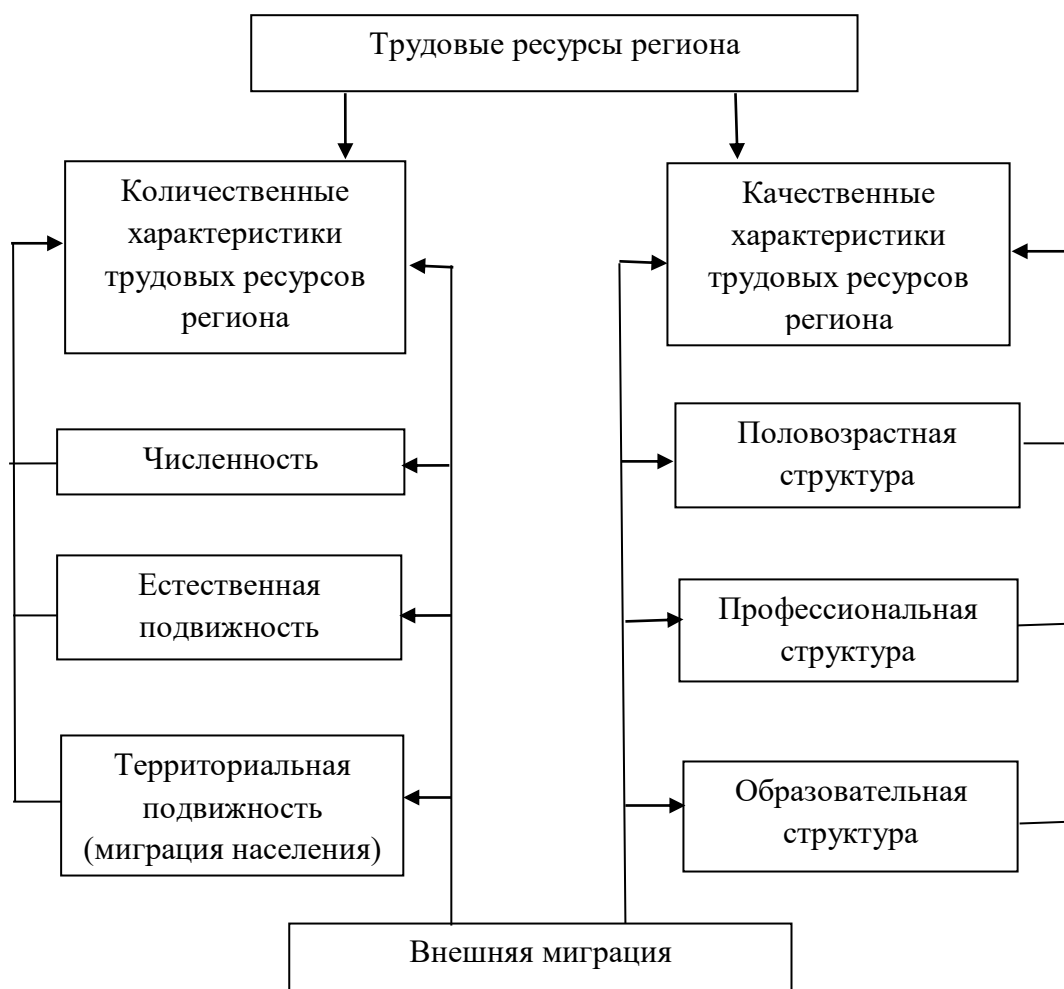 Трудовые ресурсы региона
Количественные
характеристики
трудовых ресурсов
региона
Качественные
характеристики
трудовых ресурсов
региона
Численность
Половозрастная
структура
Естественная
подвижность
Профессиональная
структура
Территориальная
подвижность
(миграция населения)
Образовательная
структура
Внешняя миграция